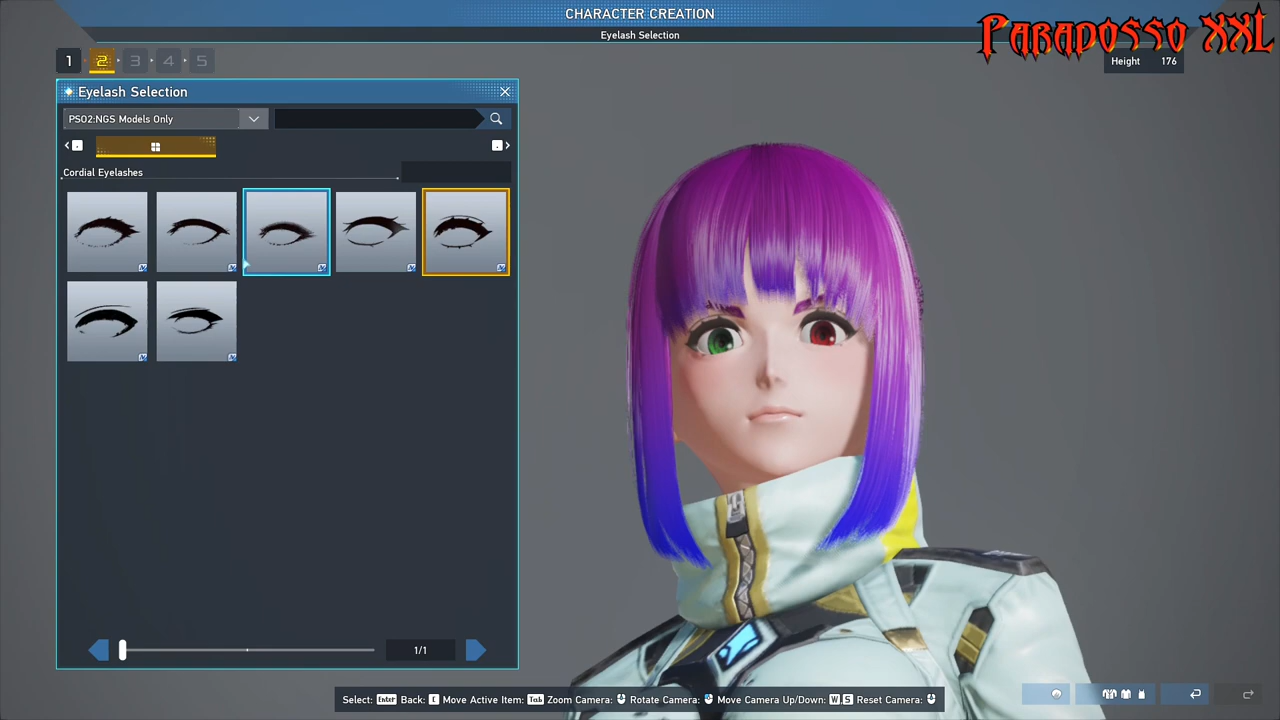 CHARACTER CREATION
Eyelash Selection
PARADOSSO XXL
Height 176
1 2 3 4 5
Eyelash Selection
PSO2:NGS Models Only
Cordial Eyelashes
1/1
Select: Enter Back: C Move Active Item: Tab Zoom Camera: Rotate Camera: Move Camera Up/Down: W,S Reset Camera: